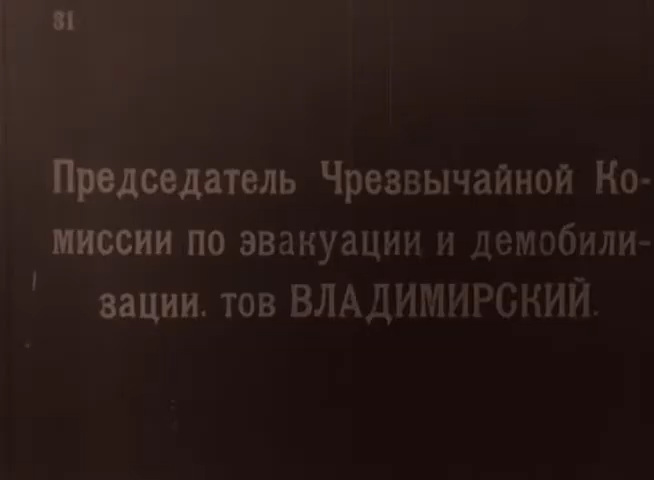 31
Председатель Чрезвычайной Ко-
миссии по эвакуации и демобили-
зации. тов ВЛАДИМИРСКИЙ.